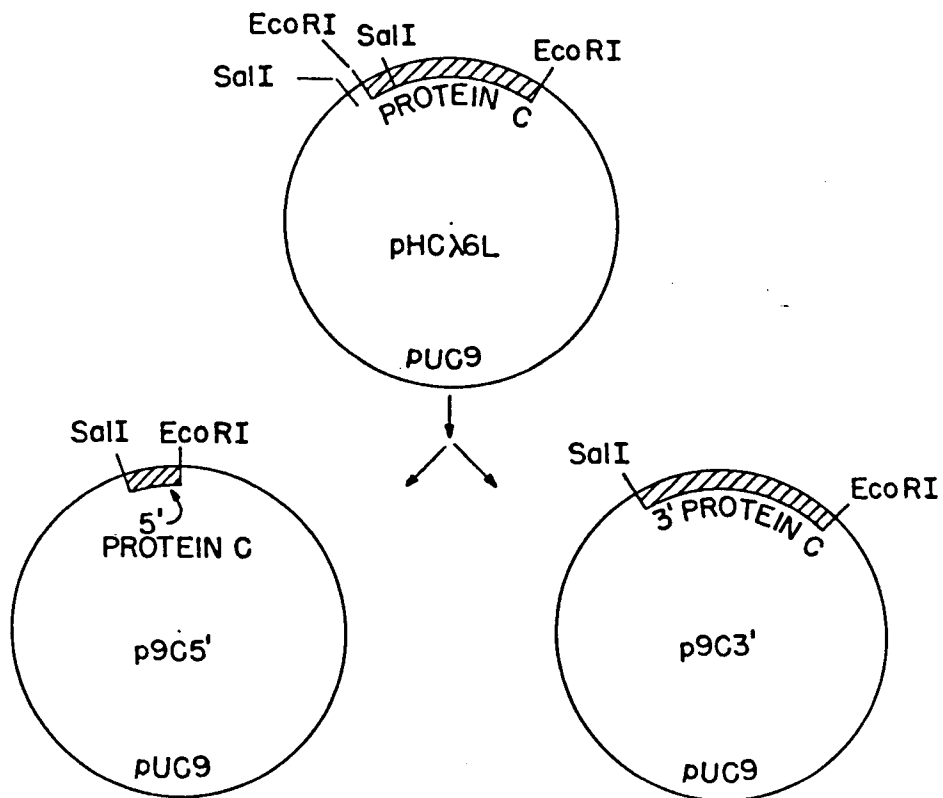 EcoRI
SalI
EcoRI
SalI
PROTEIN C
pHCλ6L
pUC9
SalI
EcoRI
5'
PROTEIN C
p9C5'
pUC9
SalI
EcoRI
3' PROTEIN C
p9C3'
pUC9